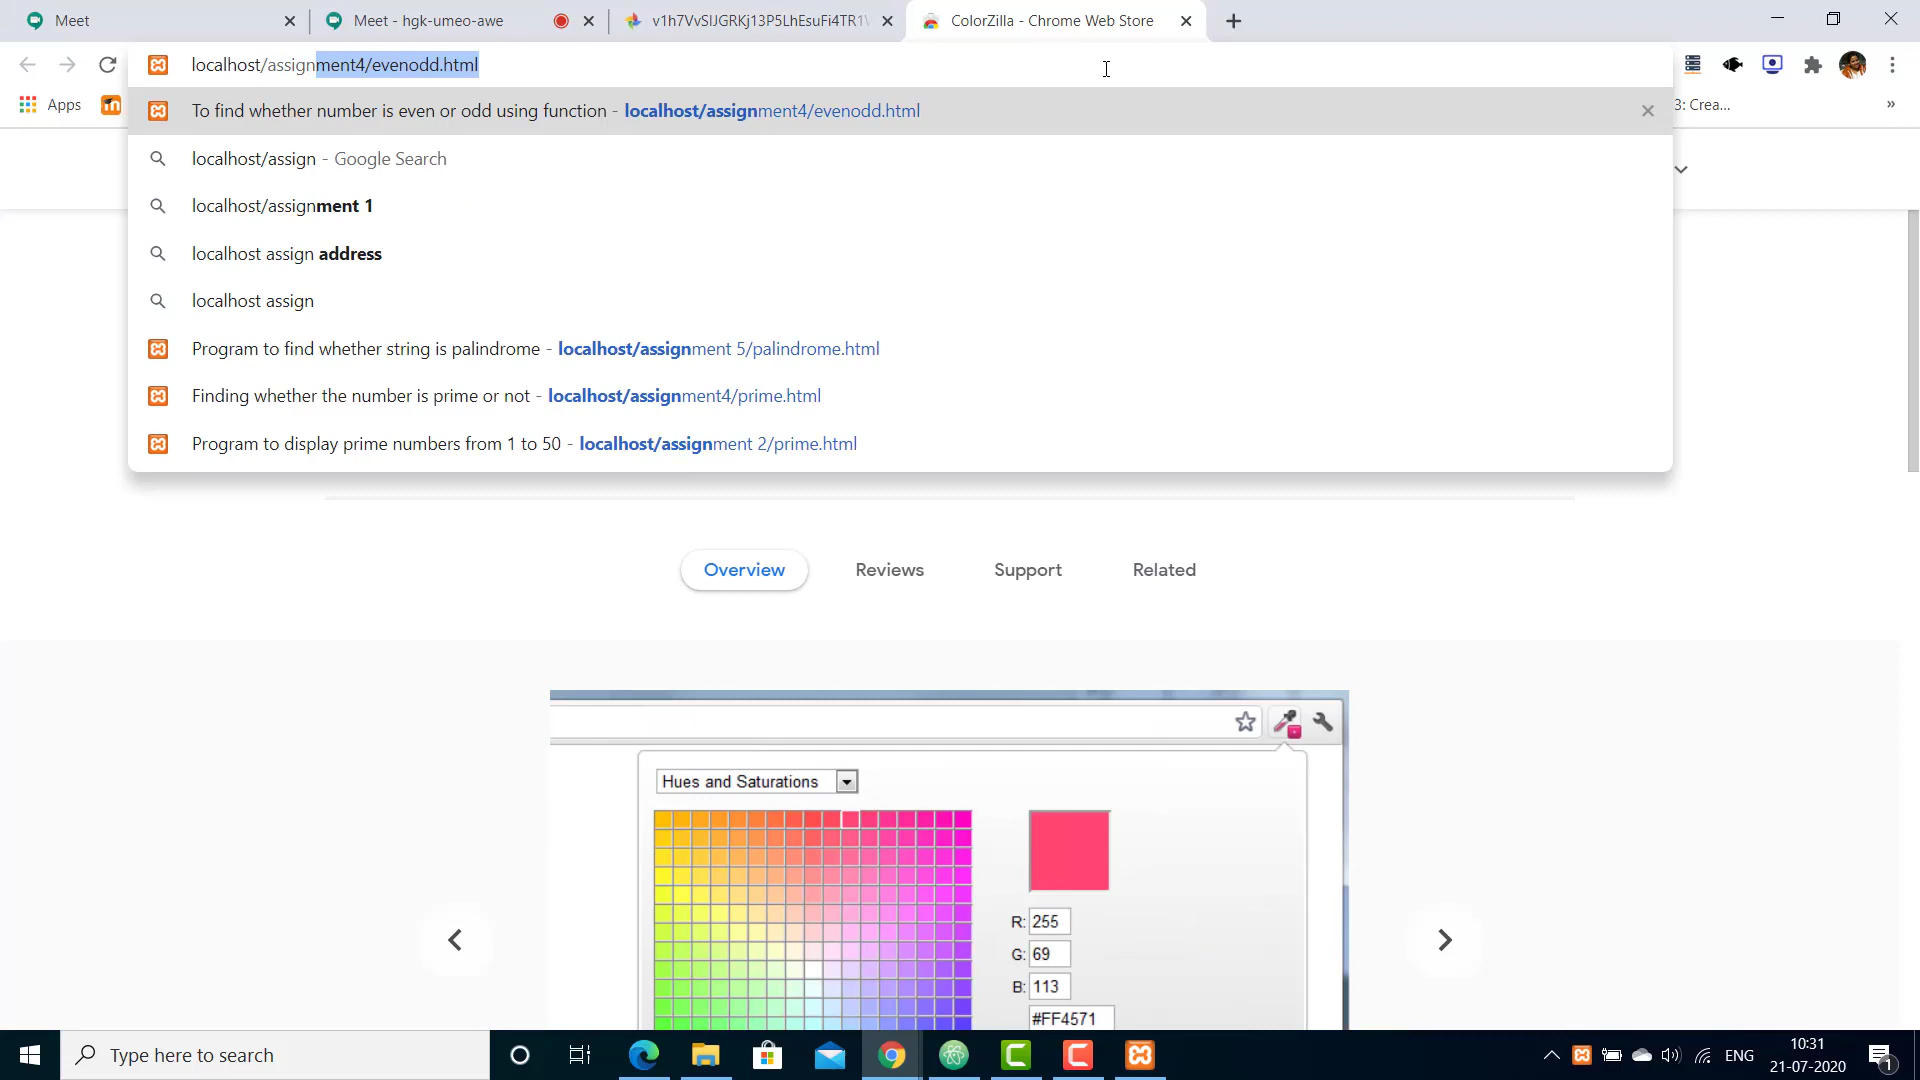 Meet
Meet - hgk-umeo-awe
v1h7VvSIJGRKj13P5LhEsuFi4TR1V
ColorZilla - Chrome Web Store
localhost/assignment4/evenodd.html
Apps
3: Crea...
»
To find whether number is even or odd using function - localhost/assignment4/evenodd.html
localhost/assign - Google Search
localhost/assignment 1
localhost assign address
localhost assign
Program to find whether string is palindrome - localhost/assignment 5/palindrome.html
Finding whether the number is prime or not - localhost/assignment4/prime.html
Program to display prime numbers from 1 to 50 - localhost/assignment 2/prime.html
Overview
Reviews
Support
Related
Hues and Saturations
R: 255
G: 69
B: 113
#FF4571
Type here to search
ENG
10:31
21-07-2020
1